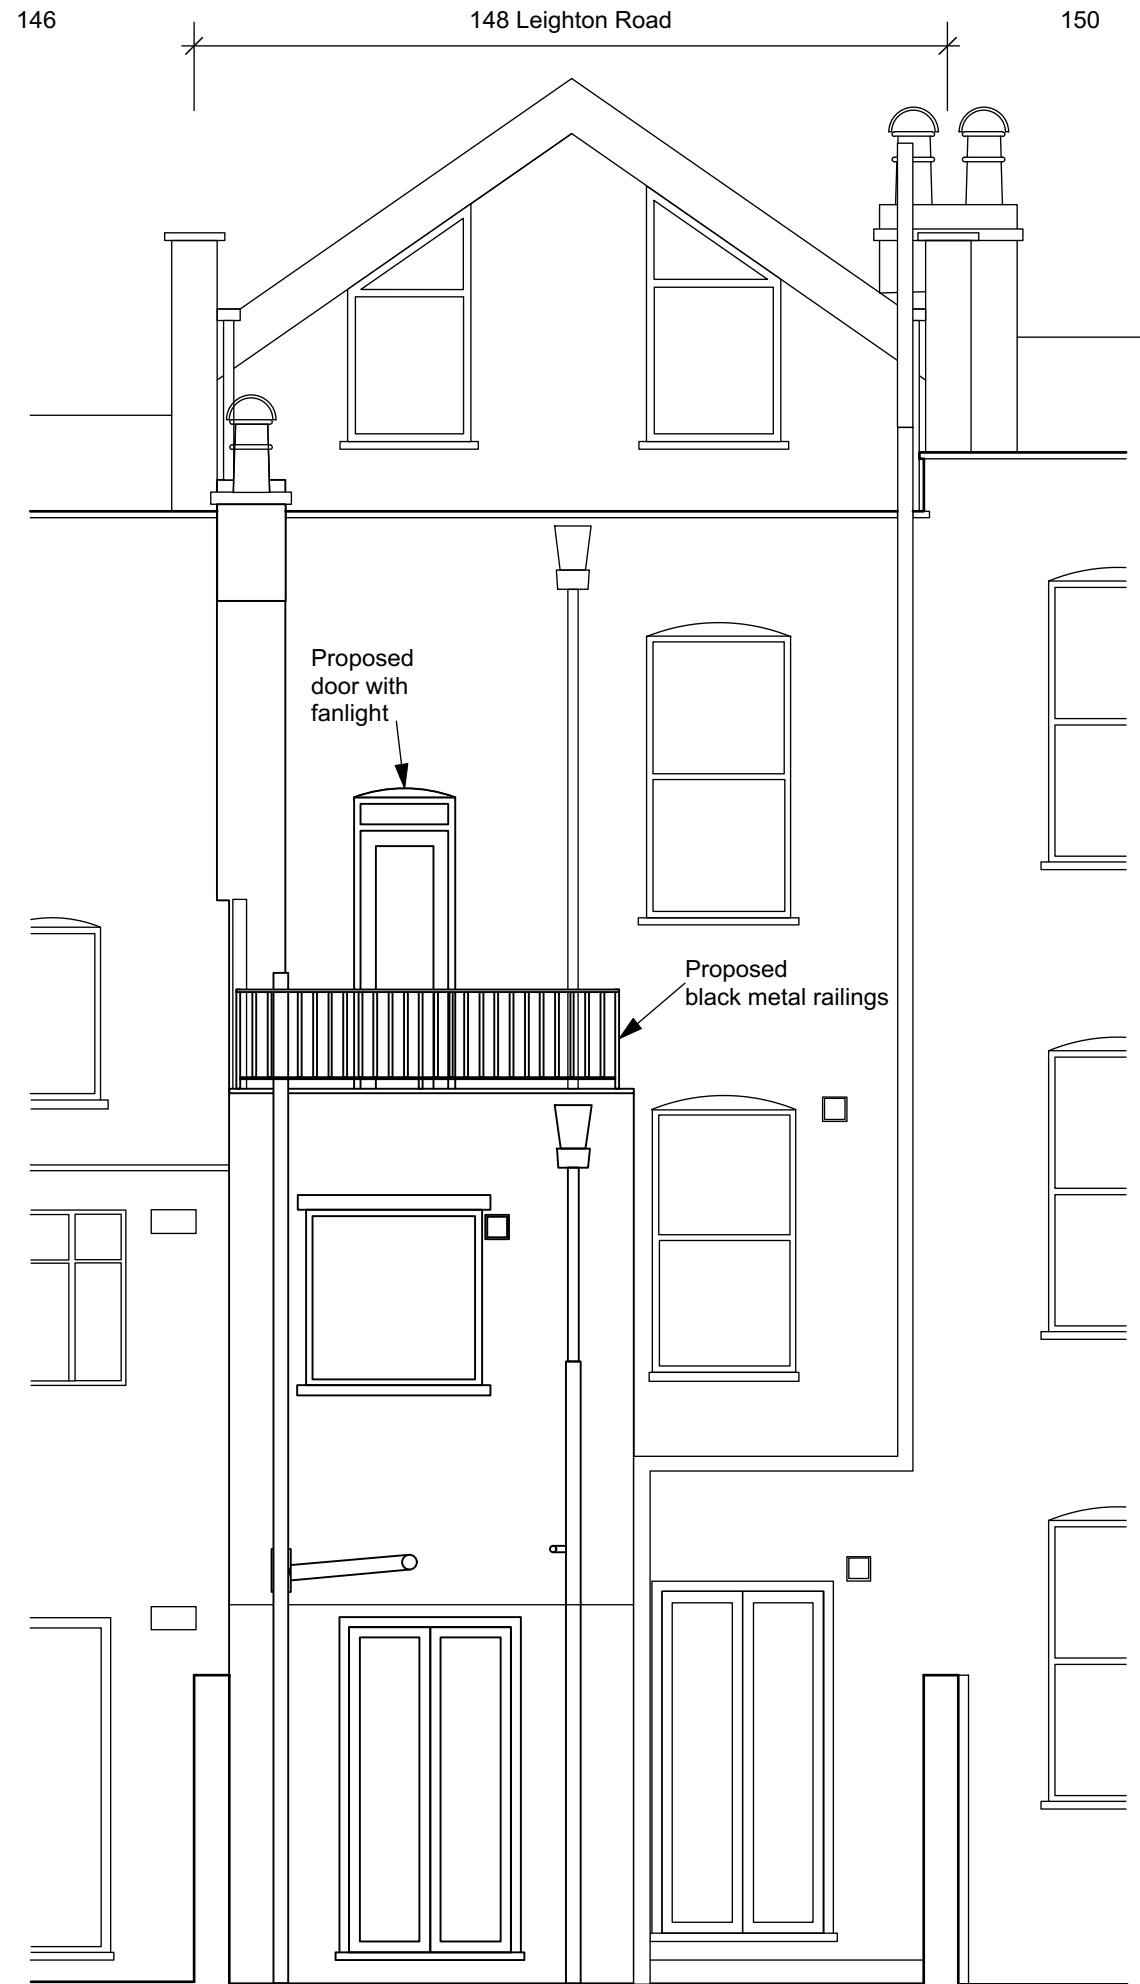 146
148 Leighton Road
150
Proposed
door with
fanlight
Proposed
black metal railings